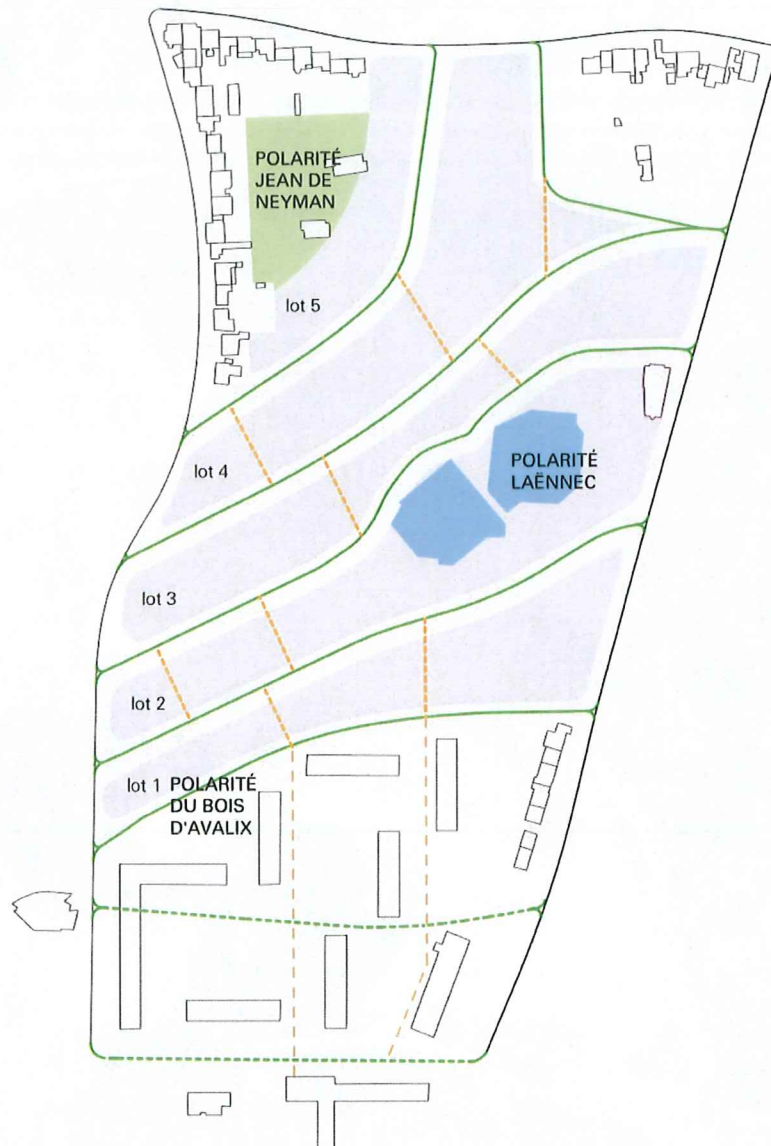 POLARITÉ
JEAN DE
NEYMAN
lot 5
lot 4
POLARITÉ
LAËNNEC
lot 3
lot 2
lot 1 POLARITÉ
DU BOIS
D'AVALIX